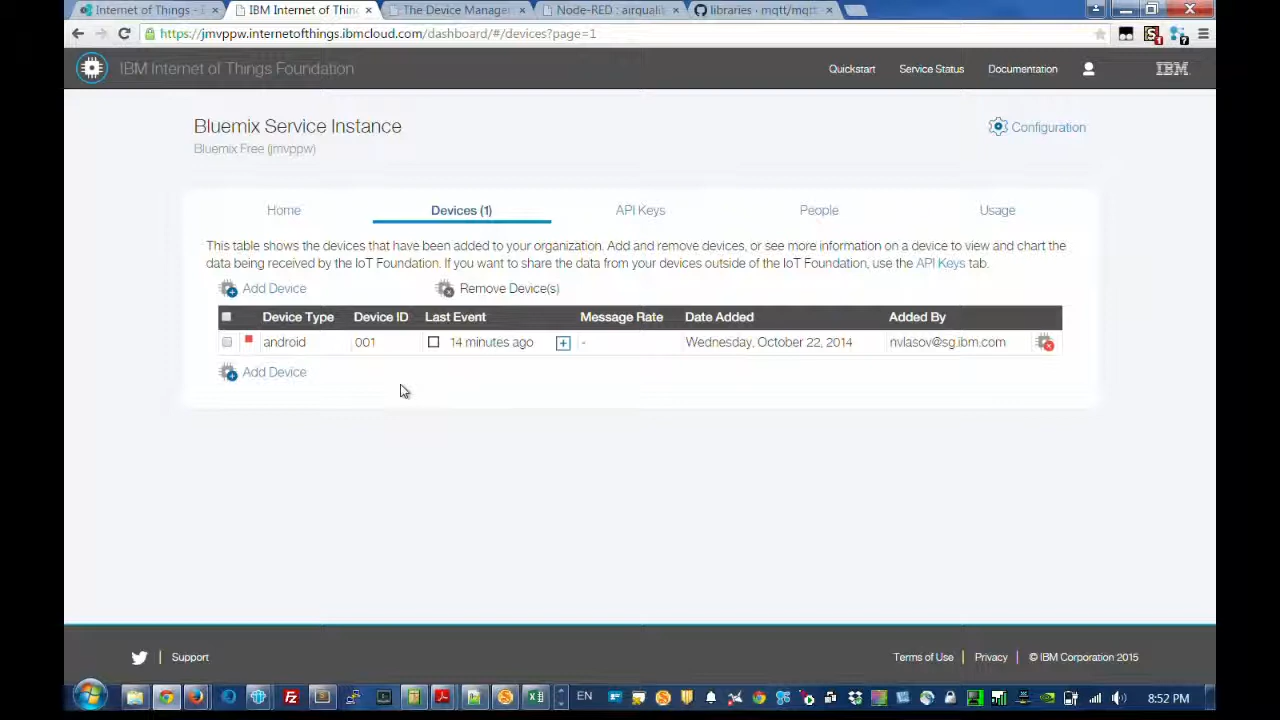 Internet of Things - I
IBM Internet of Thin
The Device Manage
Node-RED : airquali
libraries · mqtt/mqtt
https://jmvppw.internetofthings.ibmcloud.com/dashboard/#/devices?page=1
IBM Internet of Things Foundation
Quickstart
Service Status
Documentation
IBM
Bluemix Service Instance
Configuration
Bluemix Free (jmvppw)
Home
Devices (1)
API Keys
People
Usage
This table shows the devices that have been added to your organization. Add and remove devices, or see more information on a device to view and chart the
data being received by the IoT Foundation. If you want to share the data from your devices outside of the IoT Foundation, use the API Keys tab.
Add Device
Remove Device(s)
Device Type Device ID Last Event Message Rate Date Added Added By
android 001 14 minutes ago - Wednesday, October 22, 2014 nvlasov@sg.ibm.com
Add Device
Support
Terms of Use
Privacy
© IBM Corporation 2015
EN
8:52 PM